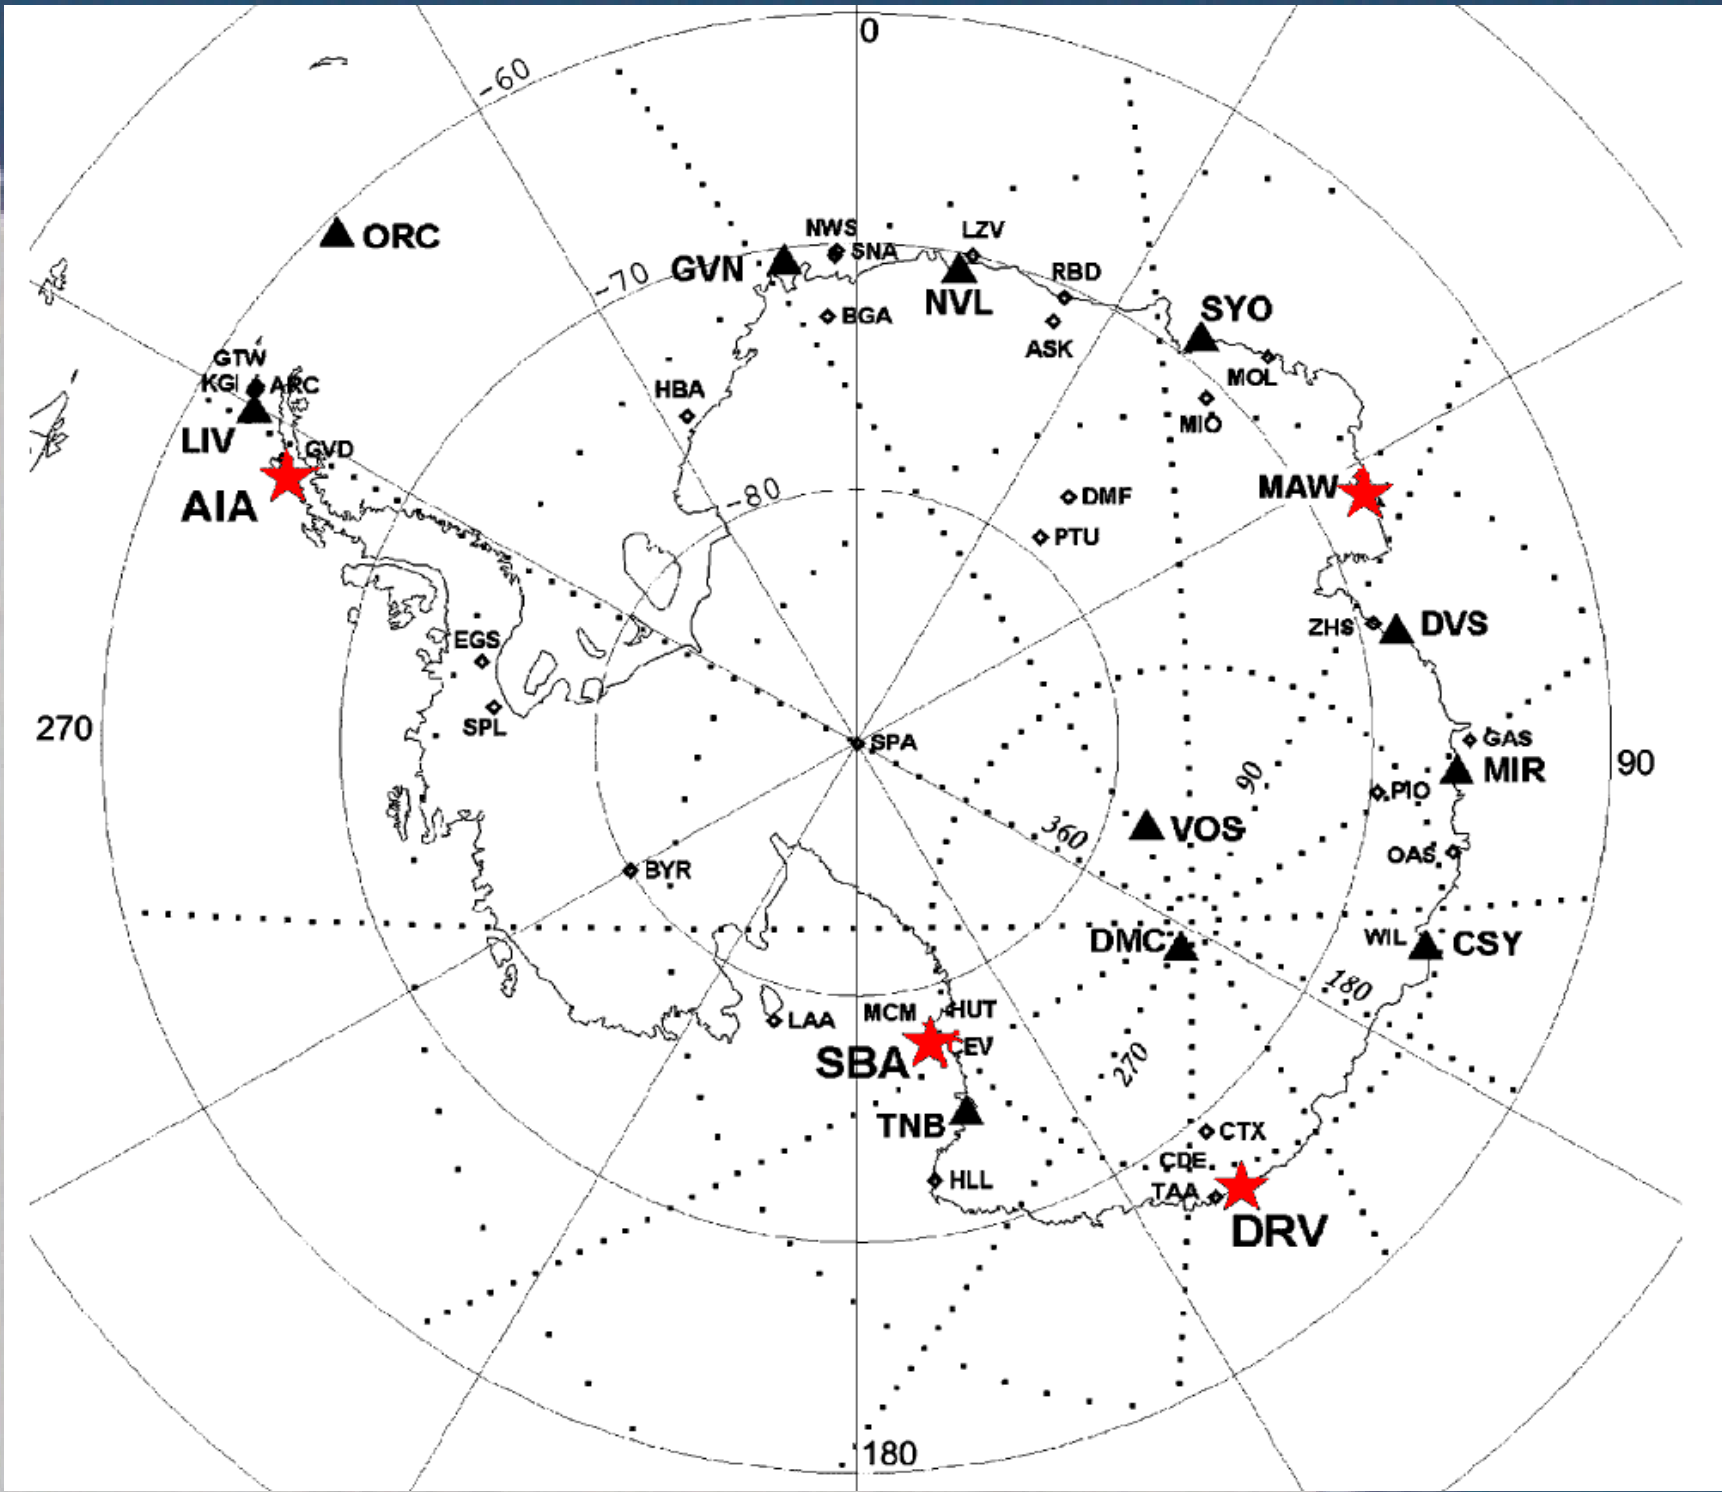 0
-60
NWS
LZV
ORC
SNA
GVN
RBD
-70
NVL
SYO
BGA
ASK
GTW
MOL
KGI
ARC
HBA
MIO
LIV
GVD
MAW
-80
DMF
AIA
PTU
ZHS
DVS
EGS
270
SPL
SPA
GAS
90
MIR
90
PIO
VOS
360
OAS
BYR
DMC
WIL
CSY
180
MCM
HUT
LAA
CEV
SBA
270
TNB
CTX
CDE
HLL
TAA
DRV
180